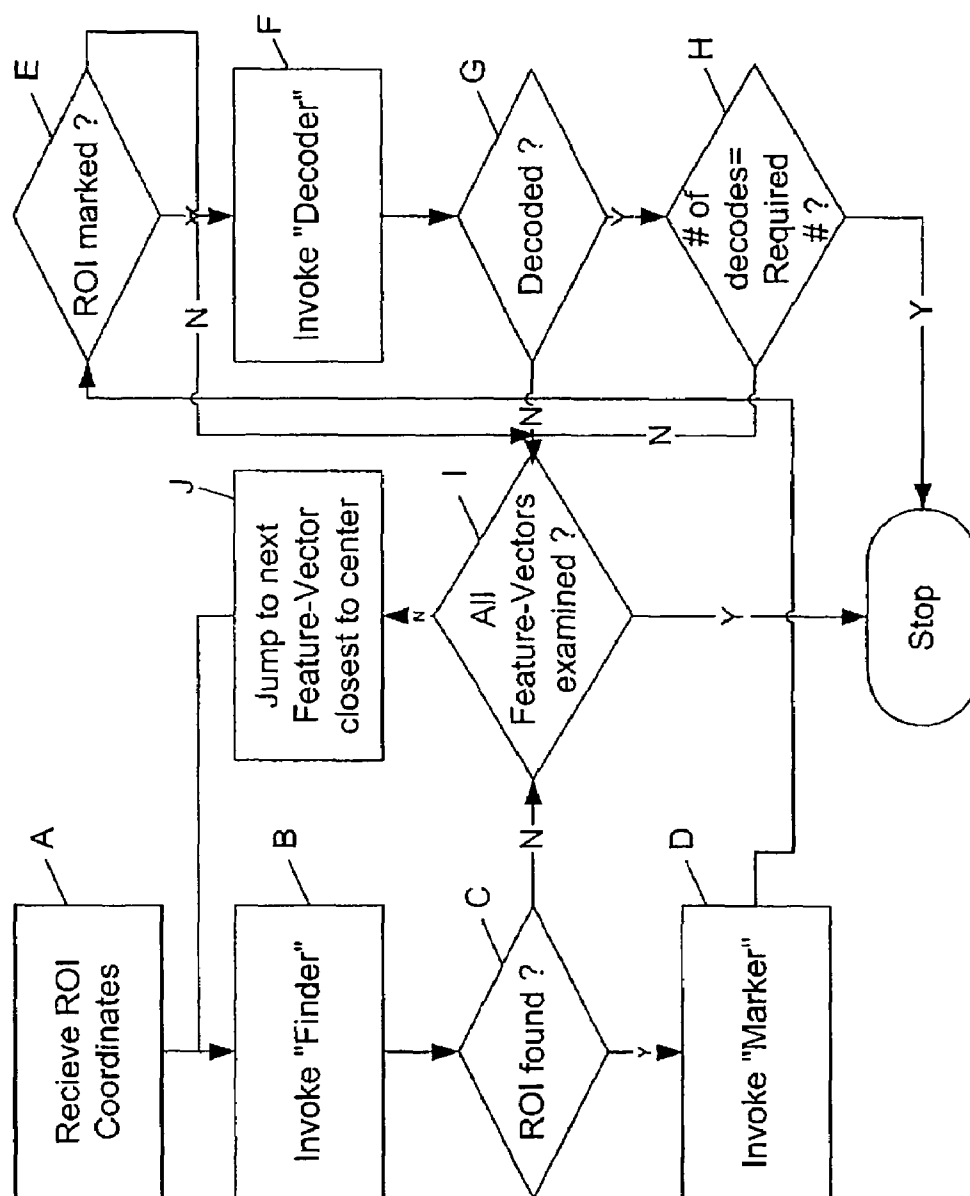 A
Recieve ROI
Coordinates
B
Invoke "Finder"
C
ROI found ?
N
Y
D
Invoke "Marker"
J
Jump to next
Feature-Vector
closest to center
N
I
All
Feature-Vectors
examined ?
Y
Stop
E
ROI marked ?
N
F
Invoke "Decoder"
G
Decoded ?
N
Y
H
# of
decodes=
Required
# ?
N
Y